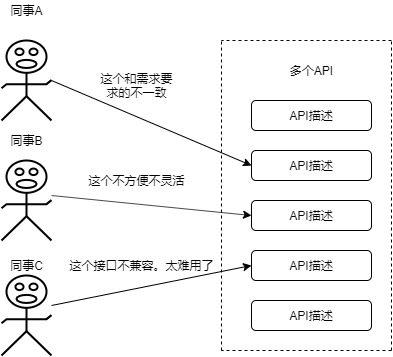 同事A
多个API
这个和需求要
求的不一致
API描述
同事B
API描述
这个不方便不灵活
API描述
同事C
这个接口不兼容。太难用了
API描述
API描述